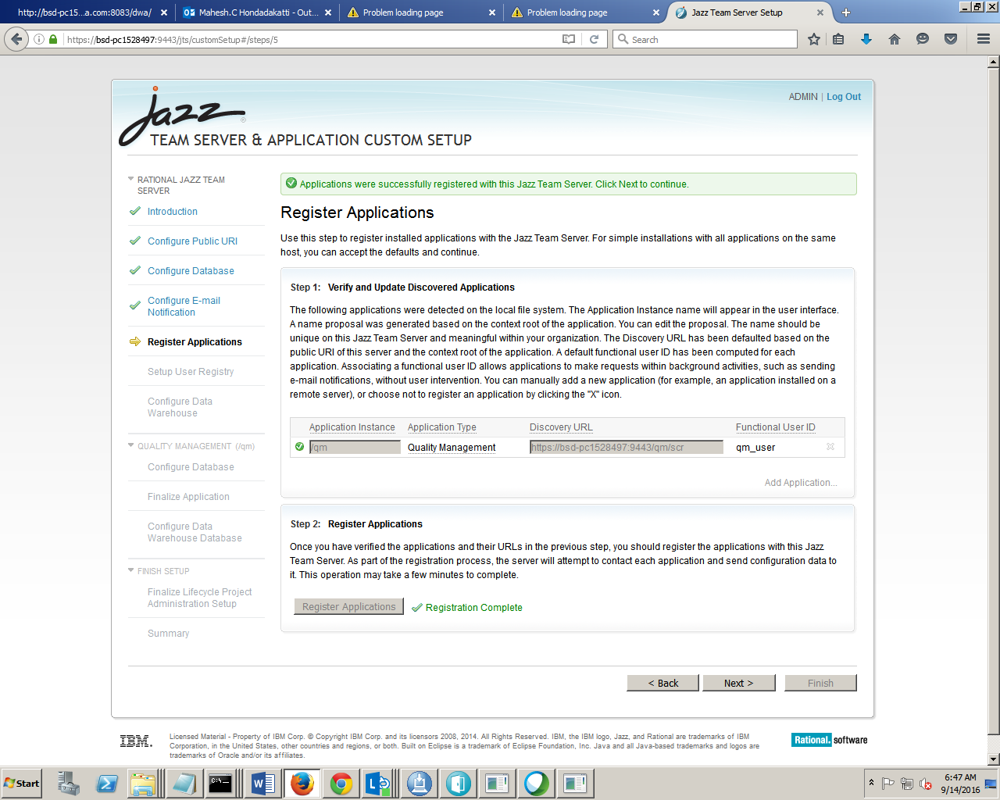 http://bsd-pc15...a.com:8083/dwa/
Mahesh.C Hondadakatti - Out...
Problem loading page
Problem loading page
Jazz Team Server Setup
https://bsd-pc1528497:9443/jts/customSetup#/steps/5
Search
ADMIN | Log Out
jazz
TEAM SERVER & APPLICATION CUSTOM SETUP
RATIONAL JAZZ TEAM
SERVER
Introduction
Configure Public URI
Configure Database
Configure E-mail
Notification
Register Applications
Setup User Registry
Configure Data
Warehouse
QUALITY MANAGEMENT (/qm)
Configure Database
Finalize Application
Configure Data
Warehouse Database
FINISH SETUP
Finalize Lifecycle Project
Administration Setup
Summary
Applications were successfully registered with this Jazz Team Server. Click Next to continue.
Register Applications
Use this step to register installed applications with the Jazz Team Server. For simple installations with all applications on the same
host, you can accept the defaults and continue.
Step 1: Verify and Update Discovered Applications
The following applications were detected on the local file system. The Application Instance name will appear in the user interface.
A name proposal was generated based on the context root of the application. You can edit the proposal. The name should be
unique on this Jazz Team Server and meaningful within your organization. The Discovery URL has been defaulted based on the
public URI of this server and the context root of the application. A default functional user ID has been computed for each
application. Associating a functional user ID allows applications to make requests within background activities, such as sending
e-mail notifications, without user intervention. You can manually add a new application (for example, an application installed on a
remote server), or choose not to register an application by clicking the "X" icon.
Application Instance Application Type Discovery URL Functional User ID
/qm Quality Management https://bsd-pc1528497:9443/qm/scr qm_user
Add Application...
Step 2: Register Applications
Once you have verified the applications and their URLs in the previous step, you should register the applications with this Jazz
Team Server. As part of the registration process, the server will attempt to contact each application and send configuration data to
it. This operation may take a few minutes to complete.
Register Applications Registration Complete
< Back Next > Finish
IBM.
Licensed Material - Property of IBM Corp. © Copyright IBM Corp. and its licensors 2008, 2014. All Rights Reserved. IBM, the IBM logo, Jazz, and Rational are trademarks of IBM
Corporation, in the United States, other countries and regions, or both. Built on Eclipse is a trademark of Eclipse Foundation, Inc. Java and all Java-based trademarks and logos are
trademarks of Oracle and/or its affiliates.
Rational. software
Start
6:47 AM
9/14/2016